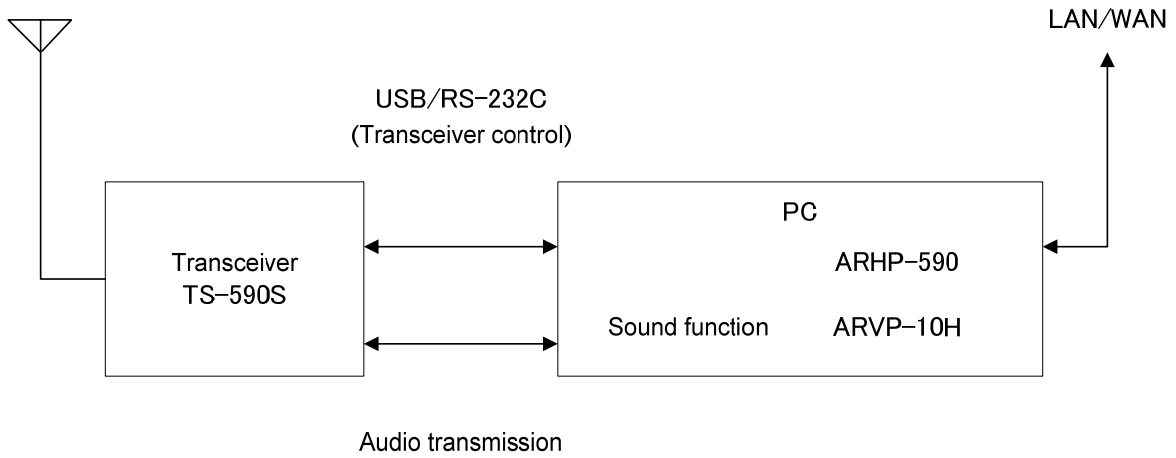 LAN/WAN
USB/RS-232C
(Transceiver control)
PC
Transceiver
TS-590S
ARHP-590
Sound function ARVP-10H
Audio transmission